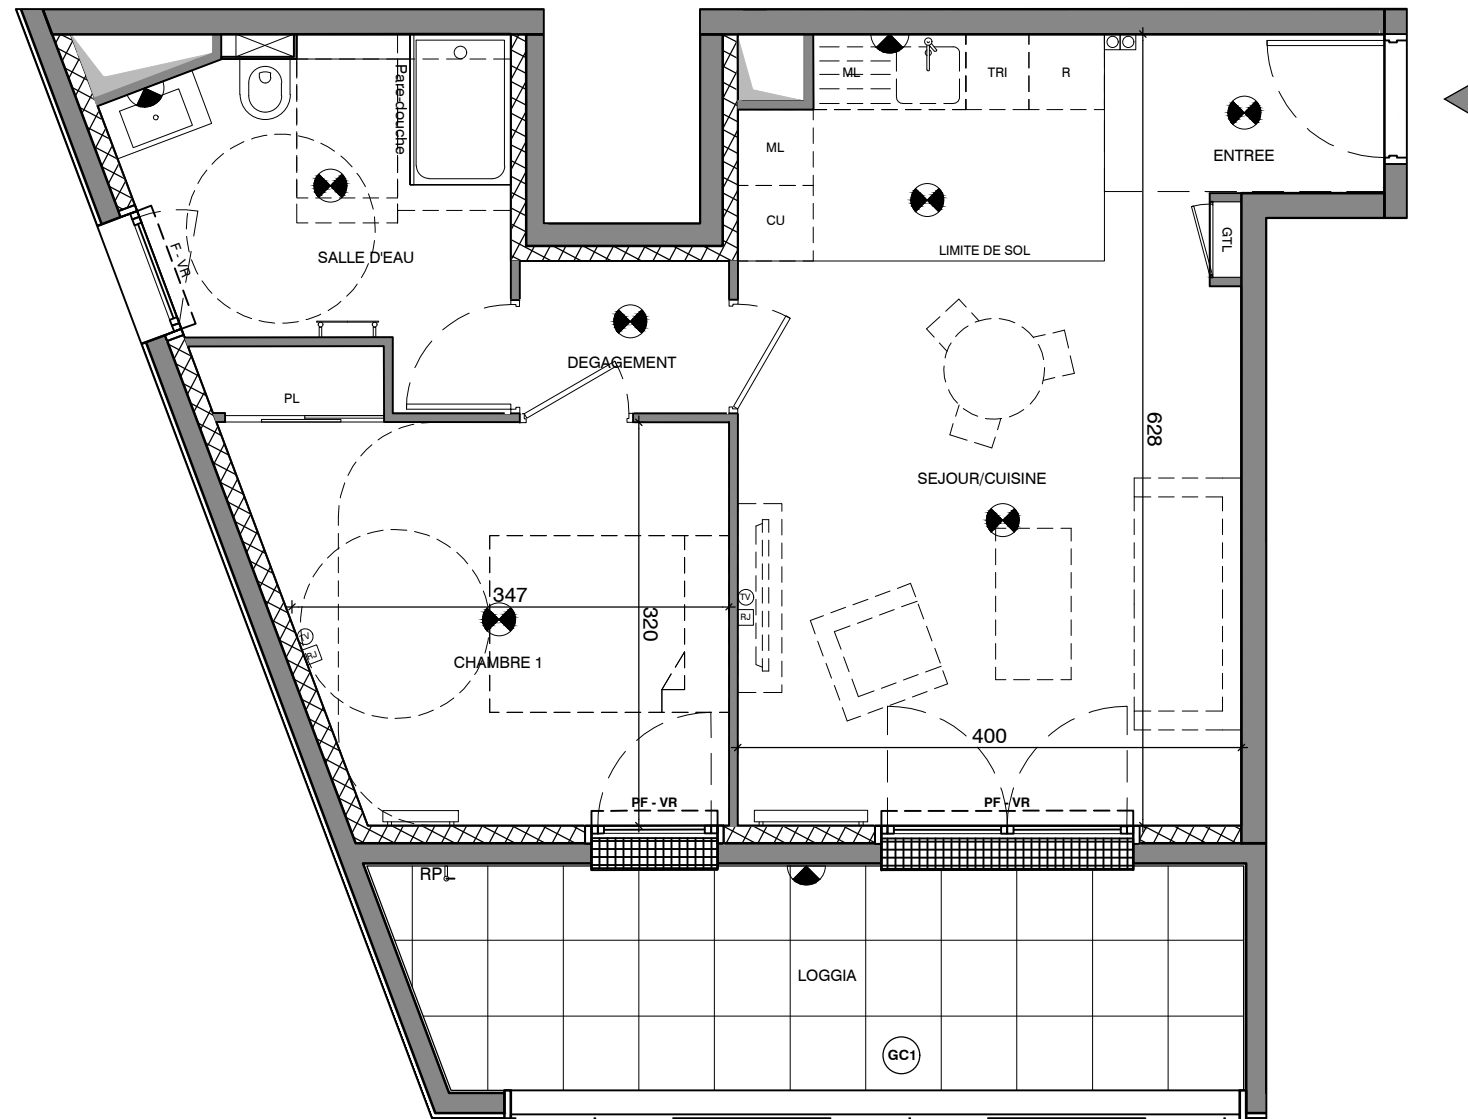 Pare-douche
ML
TRI
R
ENTREE
ML
CU
LIMITE DE SOL
GTL
F - VR
SALLE D'EAU
DEGAGEMENT
PL
628
SEJOUR/CUISINE
347
320
TV
RJ
CHAMBRE 1
TV
RJ
400
PF - VR
PF - VR
RP
LOGGIA
GC1